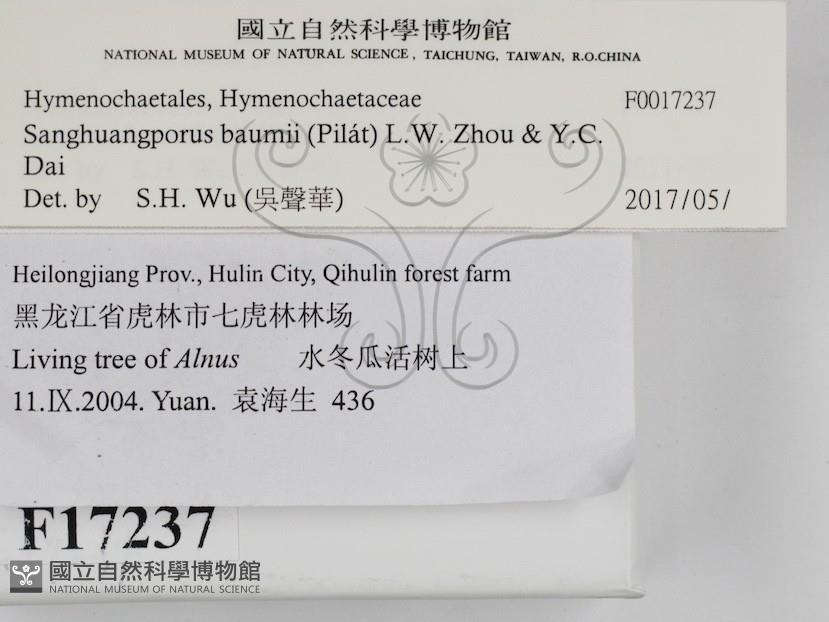 國立自然科學博物館
NATIONAL MUSEUM OF NATURAL SCIENCE, TAICHUNG, TAIWAN, R.O.CHINA
Hymenochaetales, Hymenochaetaceae F0017237
Sanghuangporus baumii (Pilát) L.W. Zhou & Y.C.
Dai
Det. by S.H. Wu (吳聲華) 2017/05/
Heilongjiang Prov., Hulin City, Qihulin forest farm
黑龙江省虎林市七虎林林场
Living tree of Alnus 水冬瓜活树上
11.Ⅸ.2004. Yuan. 袁海生 436
F17237
國立自然科學博物館
NATIONAL MUSEUM OF NATURAL SCIENCE